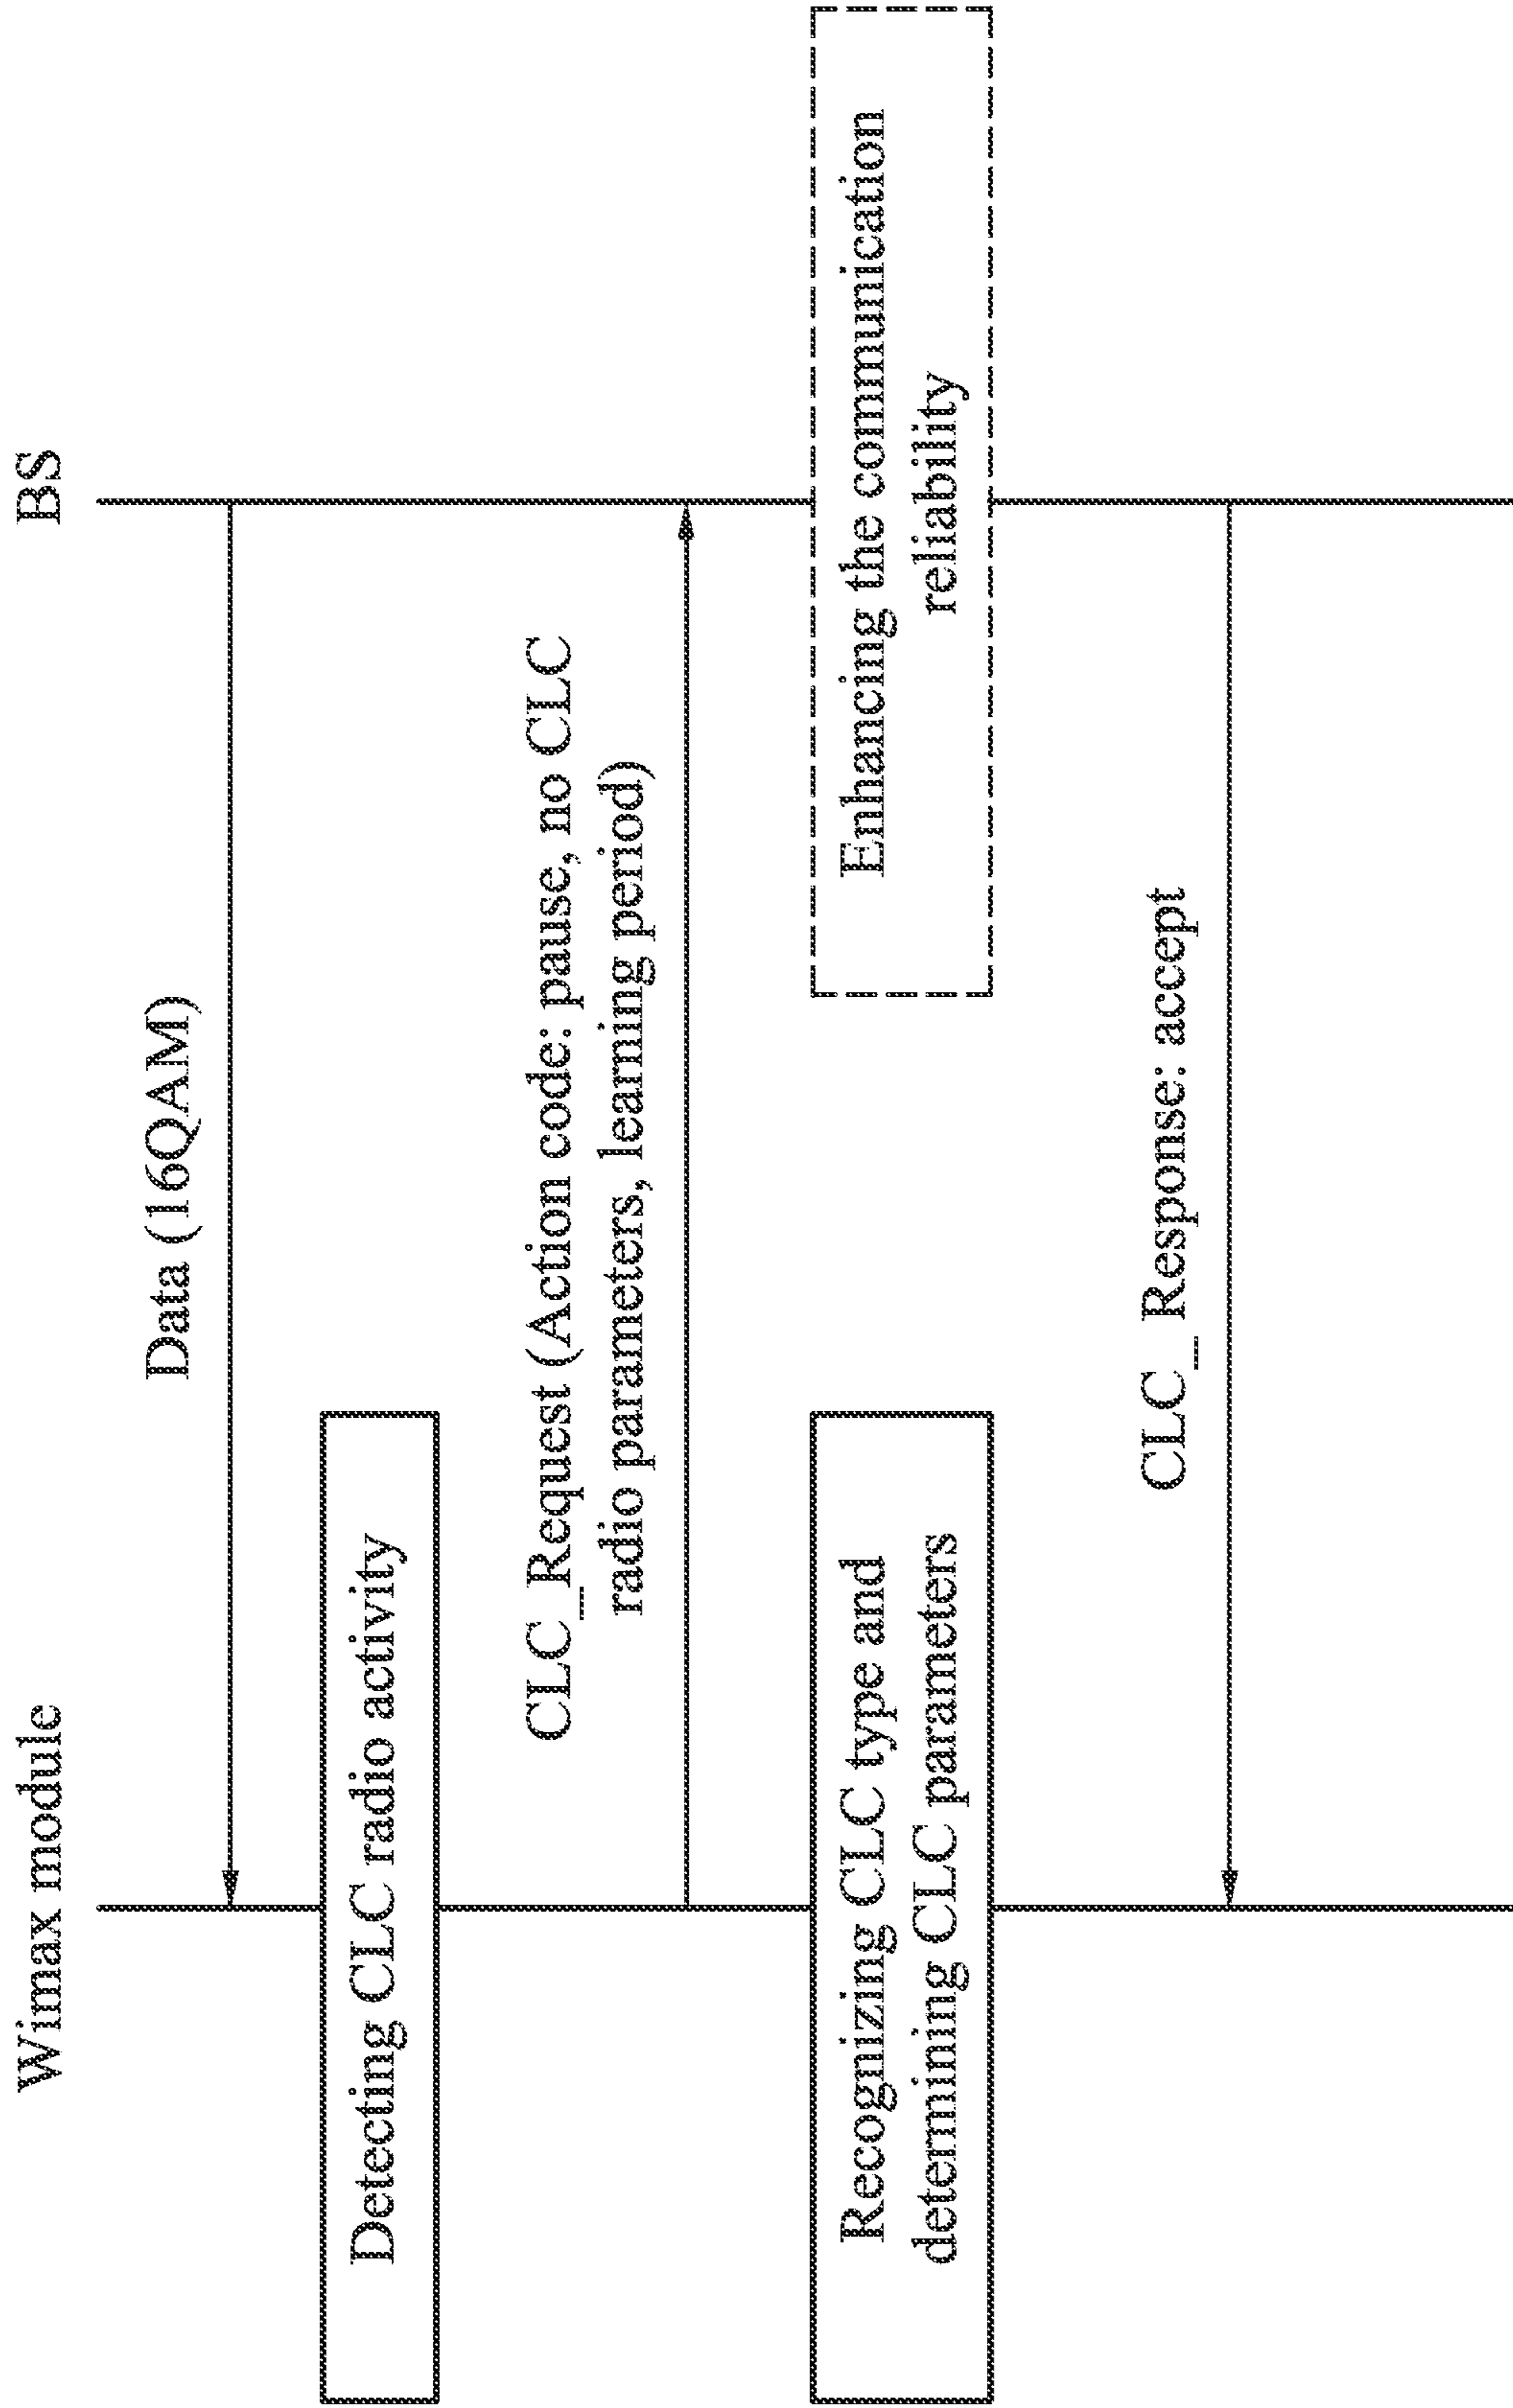 Wimax module
BS
Data (16QAM)
Detecting CLC radio activity
CLC_Request (Action code: pause, no CLC
radio parameters, learning period)
Recognizing CLC type and
determining CLC parameters
Enhancing the communication
reliability
CLC_Response: accept